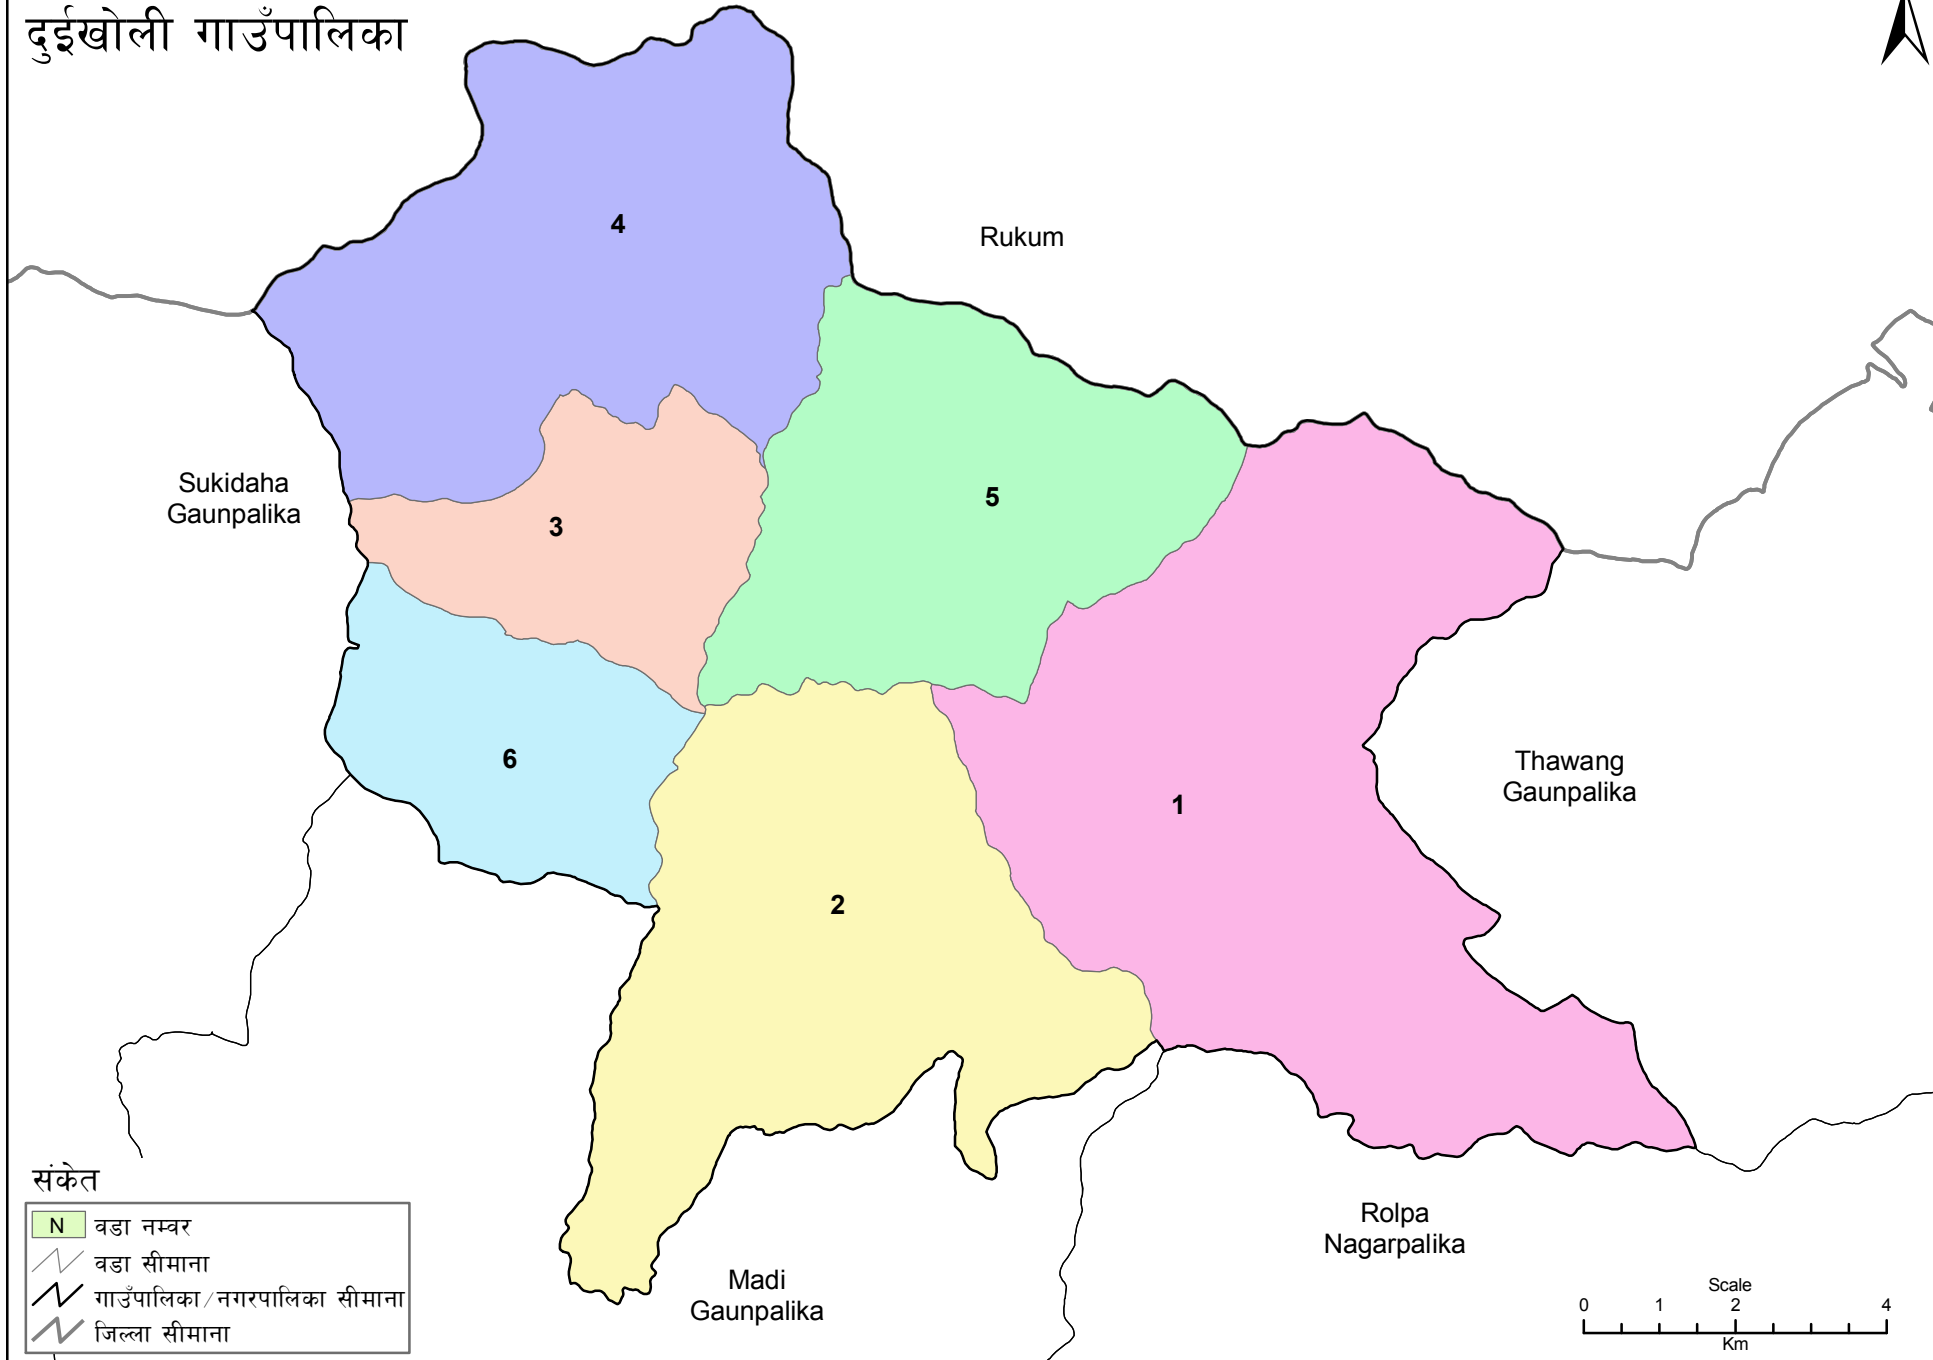 दुईखोली गाउँपालिका
4
Rukum
Sukidaha
Gaunpalika
5
3
6
Thawang
Gaunpalika
1
2
संकेत
N वडा नम्वर
वडा सीमाना
गाउँपालिका/नगरपालिका सीमाना
जिल्ला सीमाना
Madi
Gaunpalika
Rolpa
Nagarpalika
Scale
0 1 2 4
Km